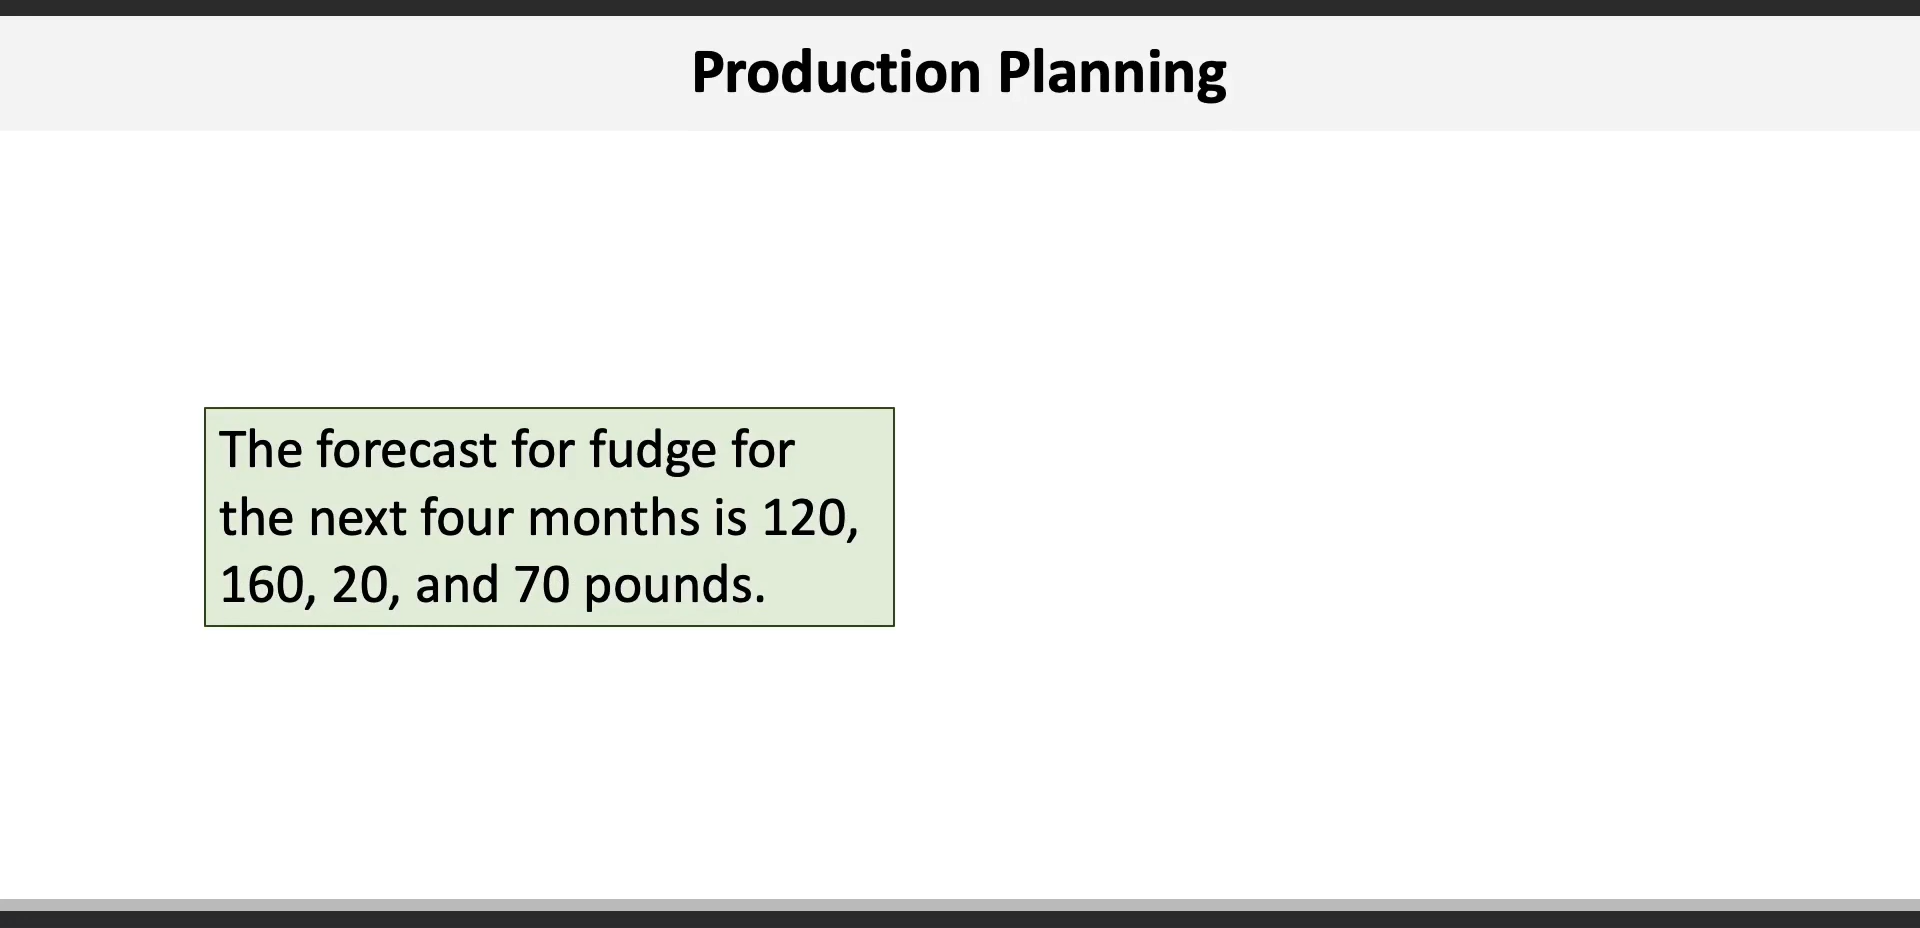 Production Planning
The forecast for fudge for
the next four months is 120,
160, 20, and 70 pounds.